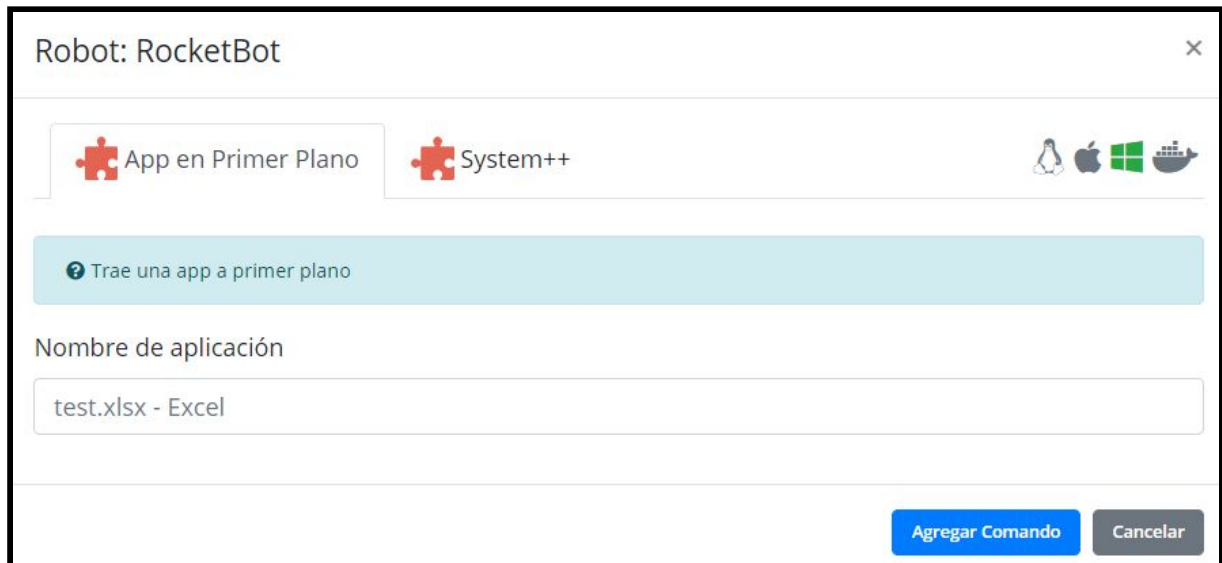 Robot: RocketBot
×
App en Primer Plano
System++
Trae una app a primer plano
Nombre de aplicación
test.xlsx - Excel
Agregar Comando
Cancelar